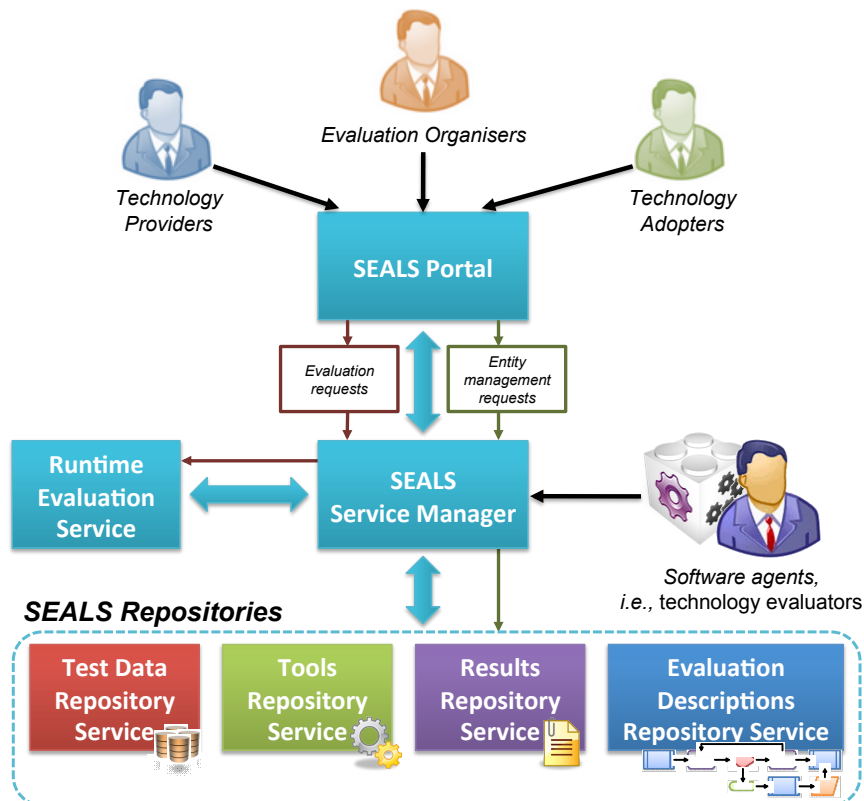 Evaluation Organisers
Technology
Providers
Technology
Adopters
SEALS Portal
Evaluation
requests
Entity
management
requests
Runtime
Evaluation
Service
SEALS
Service Manager
Software agents,
i.e., technology evaluators
SEALS Repositories
Test Data
Repository
Service
Tools
Repository
Service
Results
Repository
Service
Evaluation
Descriptions
Repository Service